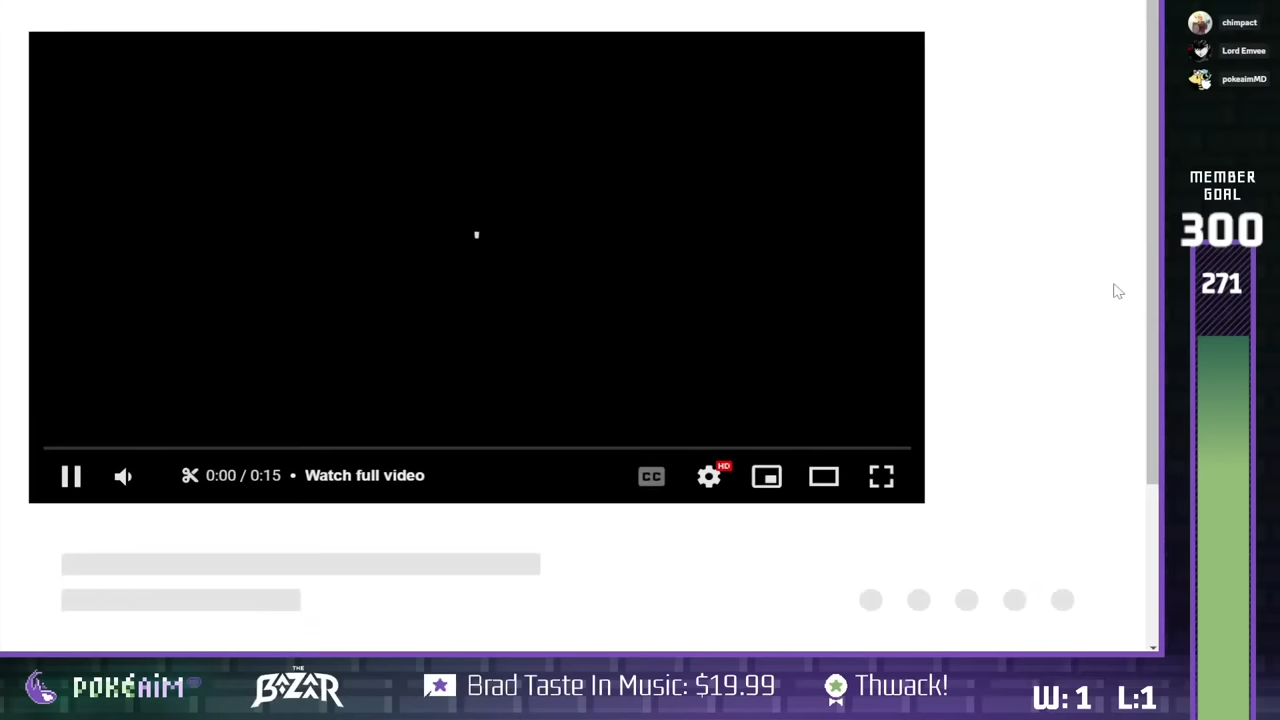 chimpact
Lord Emvee
pokeaimMD
MEMBER
GOAL
300
271
0:00 / 0:15 • Watch full video
CC
HD
POKÉAIM
THE
BAZAAR
Brad Taste In Music: $19.99
Thwack!
W: 1 L:1